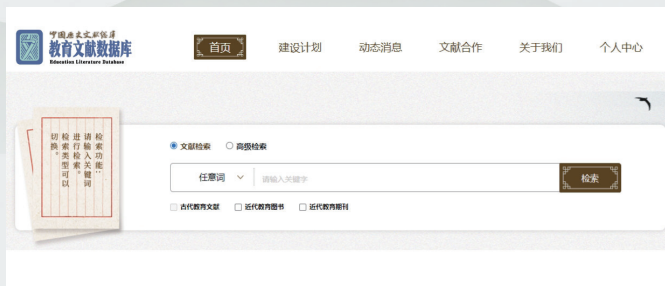 中国历史文献总库
教育文献数据库
Education Literature Database
首页
建设计划
动态消息
文献合作
关于我们
个人中心
检索功能：
请输入关键词
进行检索。
检索类型可以
切换。
文献检索
高级检索
任意词
请输入关键字
检索
古代教育文献
近代教育图书
近代教育期刊